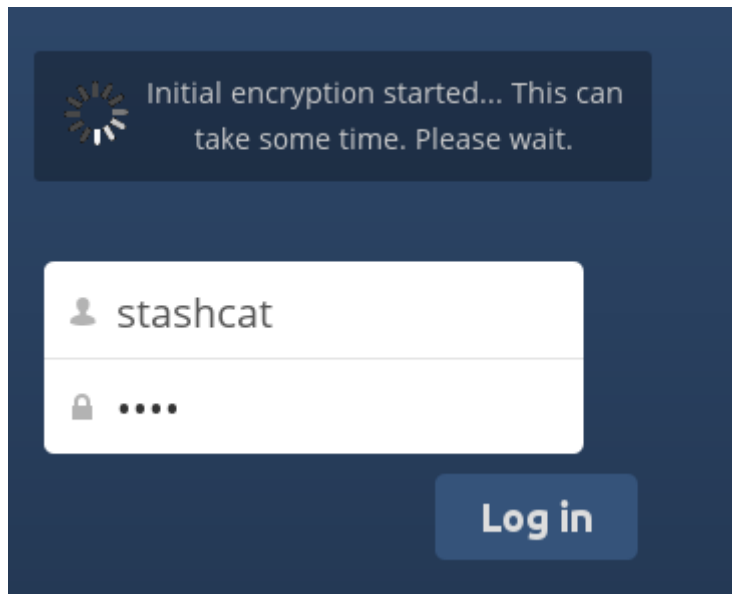 Initial encryption started... This can
take some time. Please wait.
stashcat
••••
Log in